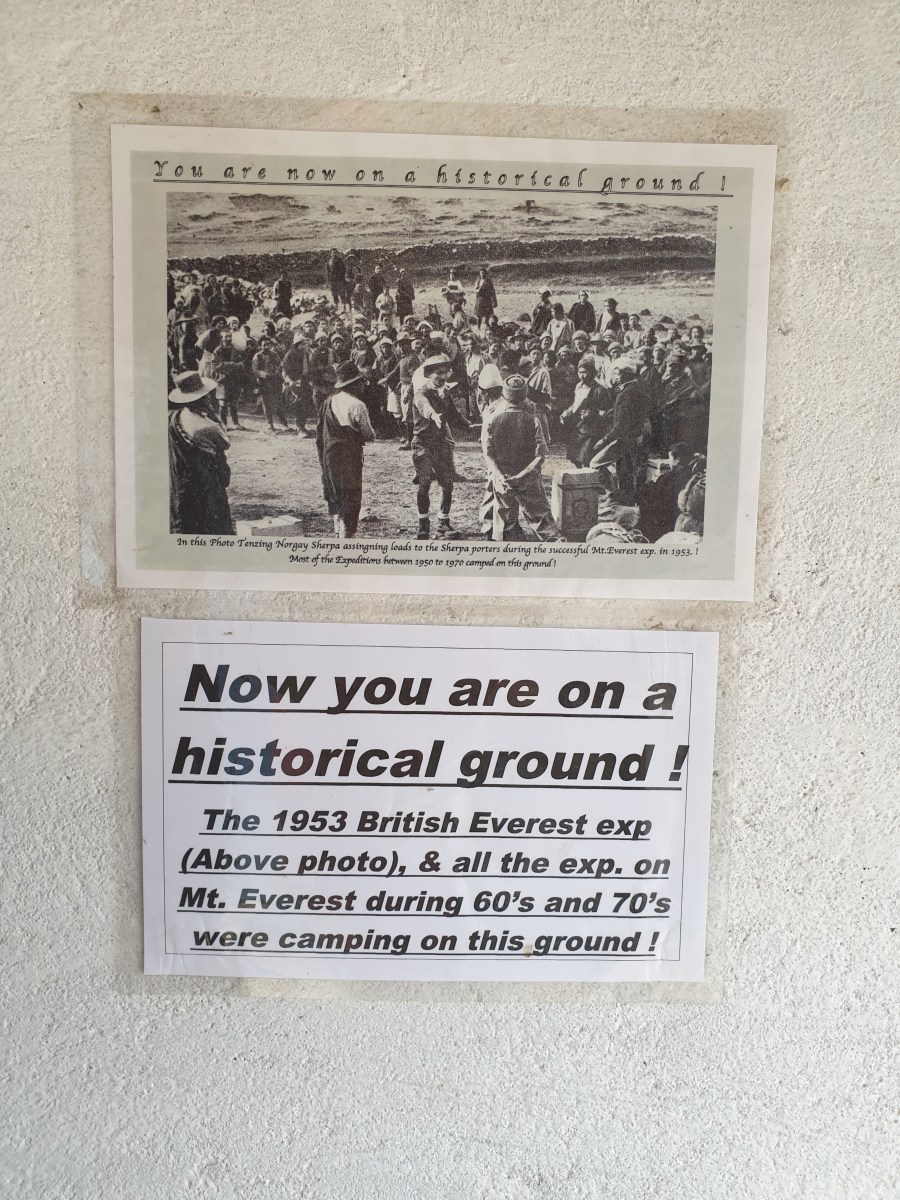 You are now on a historical ground !
In this Photo Tenzing Norgay Sherpa assingning loads to the Sherpa porters during the successful Mt.Everest exp. in 1953. !
Most of the Expeditions between 1950 to 1970 camped on this ground !
Now you are on a
historical ground !
The 1953 British Everest exp
(Above photo), & all the exp. on
Mt. Everest during 60's and 70's
were camping on this ground !